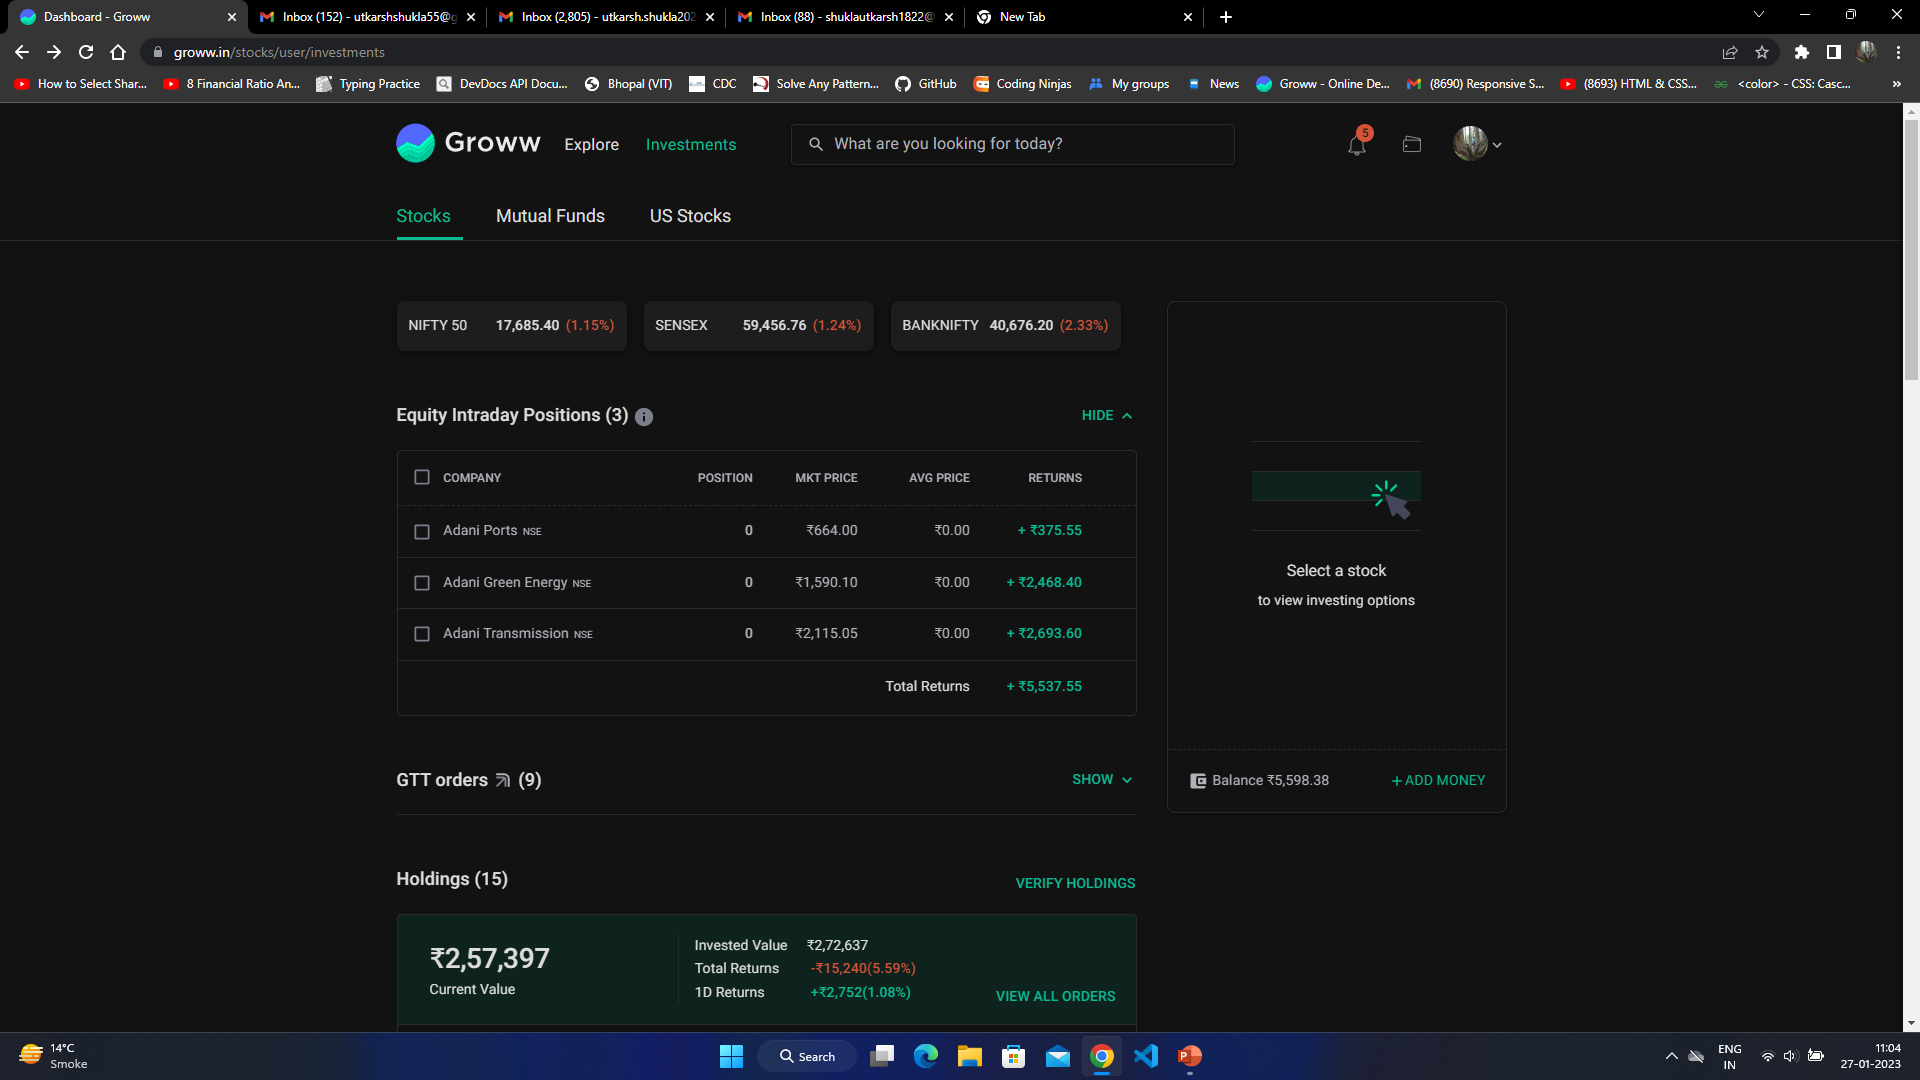 Dashboard - Groww
Inbox (152) - utkarshshukla55@g
Inbox (2,805) - utkarsh.shukla202
Inbox (88) - shuklautkarsh1822@
New Tab
groww.in/stocks/user/investments
How to Select Shar...
8 Financial Ratio An...
Typing Practice
DevDocs API Docu...
Bhopal (VIT)
CDC
Solve Any Pattern...
GitHub
Coding Ninjas
My groups
News
Groww - Online De...
(8690) Responsive S...
(8693) HTML & CSS...
<color> - CSS: Casc...
»
Groww
Explore
Investments
What are you looking for today?
5
Stocks
Mutual Funds
US Stocks
NIFTY 50 17,685.40 (1.15%)
SENSEX 59,456.76 (1.24%)
BANKNIFTY 40,676.20 (2.33%)
Equity Intraday Positions (3)
HIDE
COMPANY POSITION MKT PRICE AVG PRICE RETURNS
Adani Ports NSE 0 ₹664.00 ₹0.00 + ₹375.55
Adani Green Energy NSE 0 ₹1,590.10 ₹0.00 + ₹2,468.40
Adani Transmission NSE 0 ₹2,115.05 ₹0.00 + ₹2,693.60
Total Returns + ₹5,537.55
Select a stock
to view investing options
Balance ₹5,598.38
+ ADD MONEY
GTT orders (9)
SHOW
Holdings (15)
VERIFY HOLDINGS
₹2,57,397
Current Value
Invested Value ₹2,72,637
Total Returns -₹15,240(5.59%)
1D Returns +₹2,752(1.08%)
VIEW ALL ORDERS
14°C
Smoke
Search
ENG
IN
11:04
27-01-2023